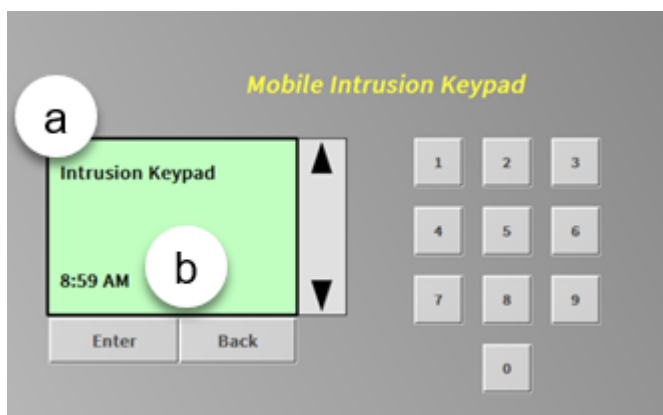 Mobile Intrusion Keypad
a
Intrusion Keypad
8:59 AM
b
Enter Back
1 2 3
4 5 6
7 8 9
0